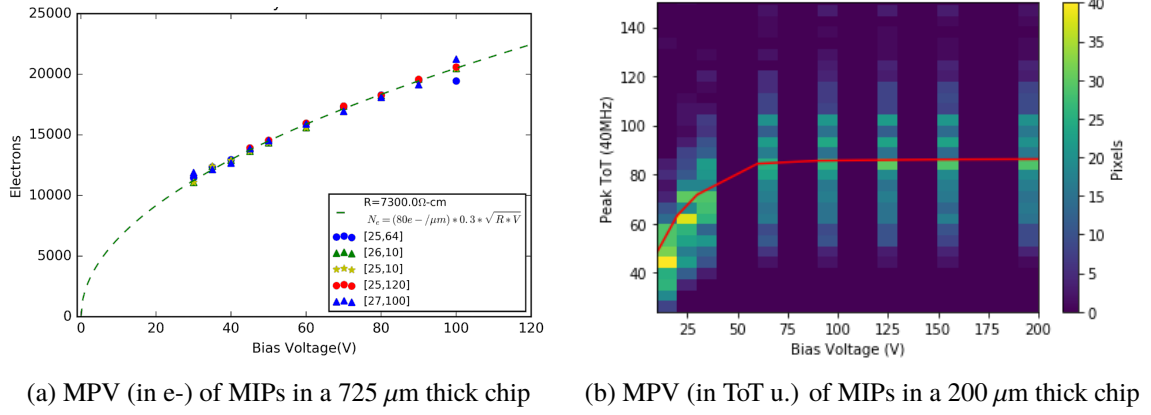 25000
20000
15000
10000
5000
0
Electrons
0 20 40 60 80 100 120
Bias Voltage(V)
R=7300.0Ω-cm
N_e = (80e−/μm) * 0.3 * √R * V
[25,64]
[26,10]
[25,10]
[25,120]
[27,100]
(a) MPV (in e-) of MIPs in a 725 μm thick chip
140
120
100
80
60
40
Peak ToT (40MHz)
25 50 75 100 125 150 175 200
Bias Voltage (V)
40
35
30
25
20
15
10
5
0
Pixels
(b) MPV (in ToT u.) of MIPs in a 200 μm thick chip